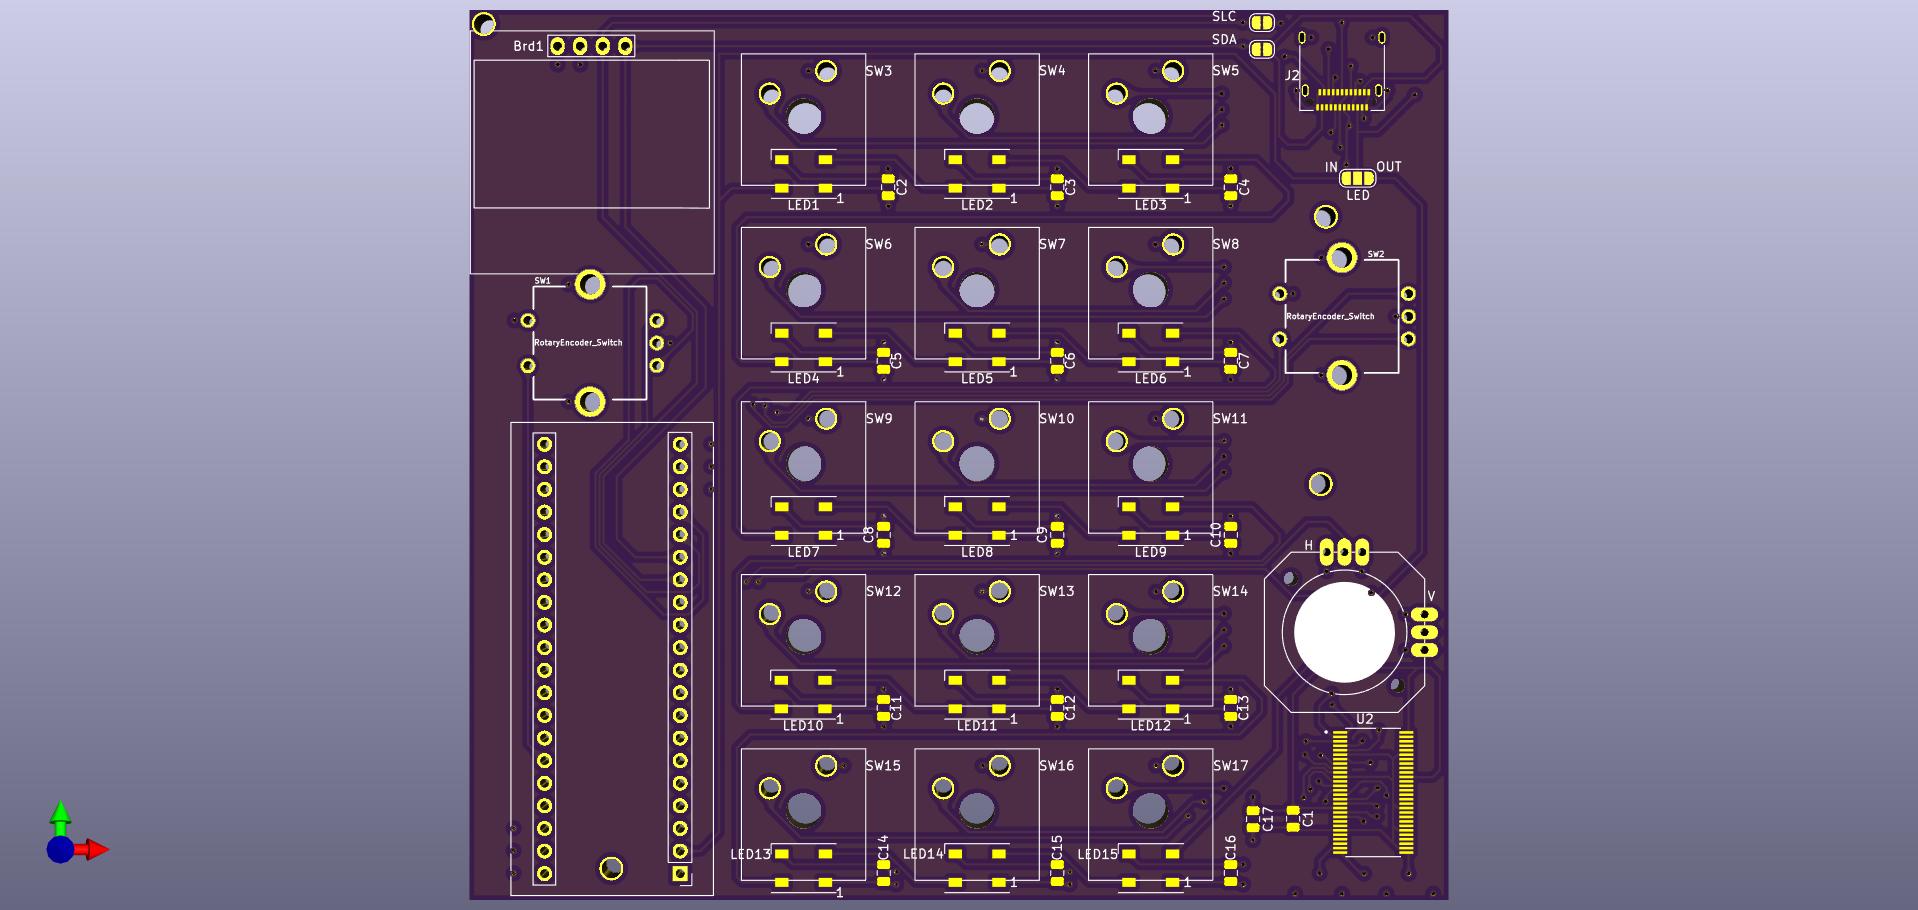 SLC
Brd1
SDA
SW3
SW4
SW5
J2
IN
OUT
C2
C3
C4
LED
1
1
1
LED1
LED2
LED3
SW6
SW7
SW8
SW2
SW1
RotaryEncoder_Switch
RotaryEncoder_Switch
C5
C6
C7
1
1
1
LED4
LED5
LED6
SW9
SW10
SW11
C8
C9
C10
1
1
1
LED7
LED8
LED9
H
SW12
SW13
SW14
V
C11
C12
C13
1
1
1
LED10
LED11
LED12
U2
SW15
SW16
SW17
C17
C1
C14
C15
C16
LED13
LED14
LED15
1
1
1